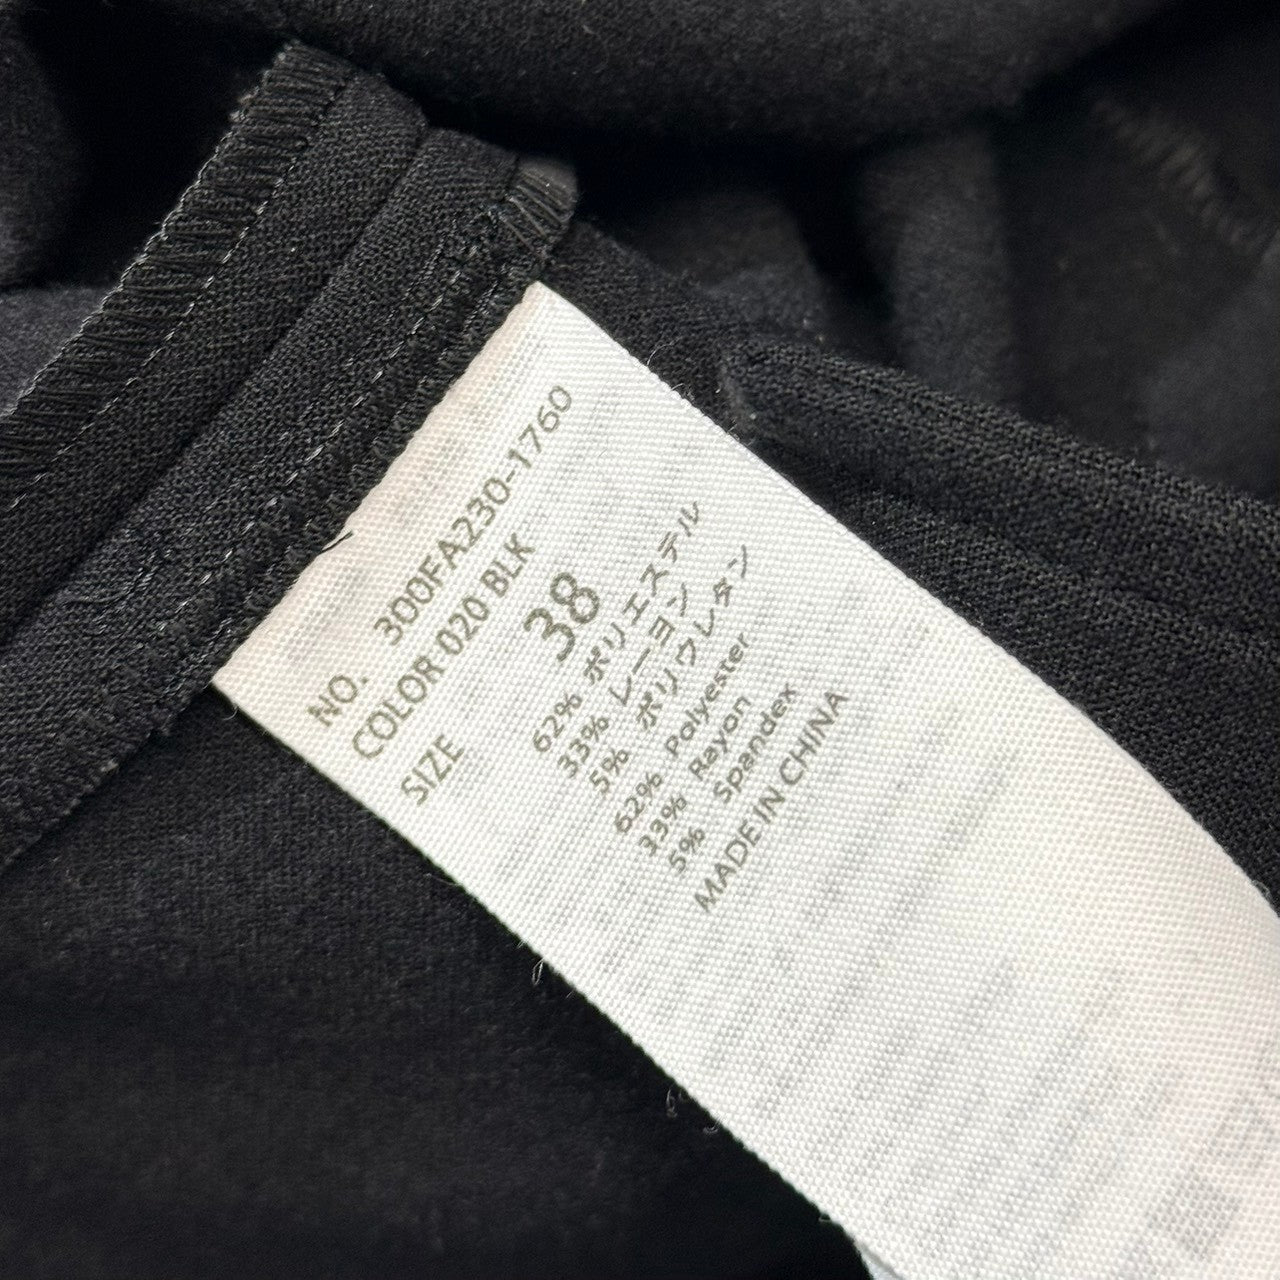 NO. 300FA230-1760
COLOR 020 BLK
SIZE 38
62% ポリエステル
33% レーヨン
5% ポリウレタン
62% Polyester
33% Rayon
5% Spandex
MADE IN CHINA